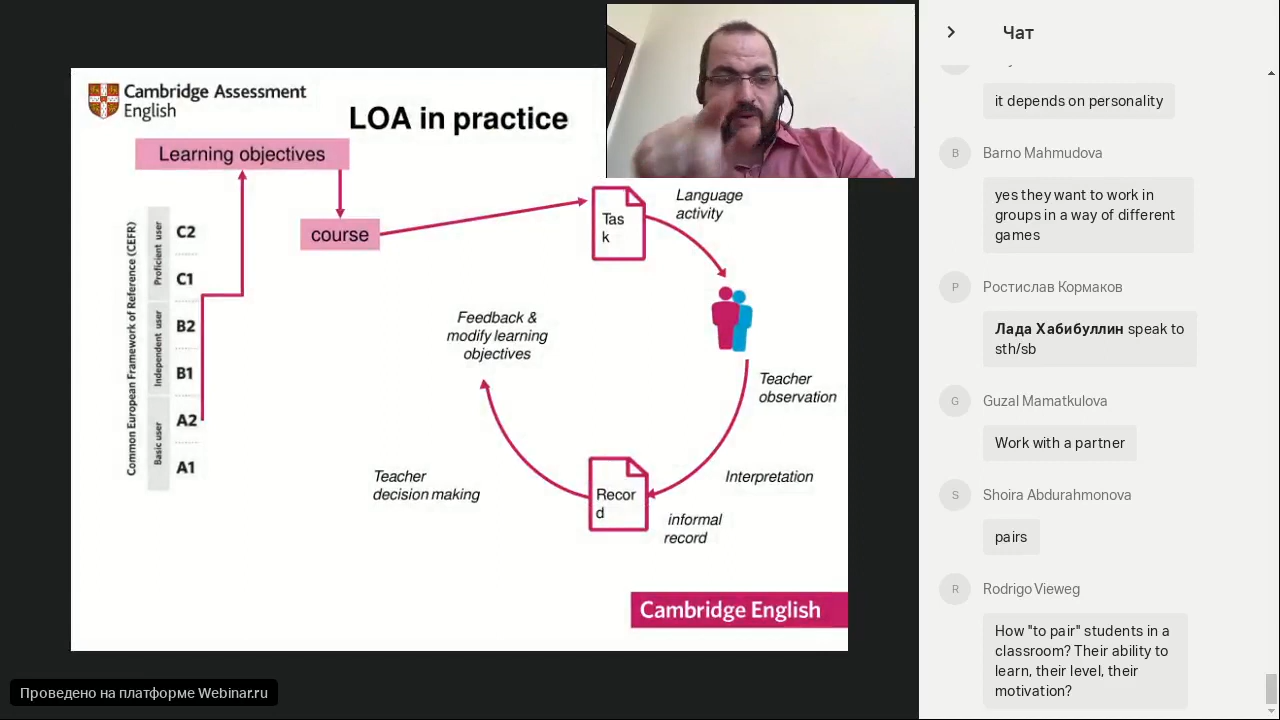 Cambridge Assessment
English
LOA in practice
Learning objectives
course
Tas
k
Language
activity
Common European Framework of Reference (CEFR)
Proficient user
Independent user
Basic user
C2
C1
B2
B1
A2
A1
Feedback &
modify learning
objectives
Teacher
observation
Teacher
decision making
Recor
d
Interpretation
informal
record
Cambridge English
Проведено на платформе Webinar.ru
Чат
it depends on personality
B
Barno Mahmudova
yes they want to work in
groups in a way of different
games
Р
Ростислав Кормаков
Лада Хабибуллин speak to
sth/sb
G
Guzal Mamatkulova
Work with a partner
S
Shoira Abdurahmonova
pairs
R
Rodrigo Vieweg
How "to pair" students in a
classroom? Their ability to
learn, their level, their
motivation?